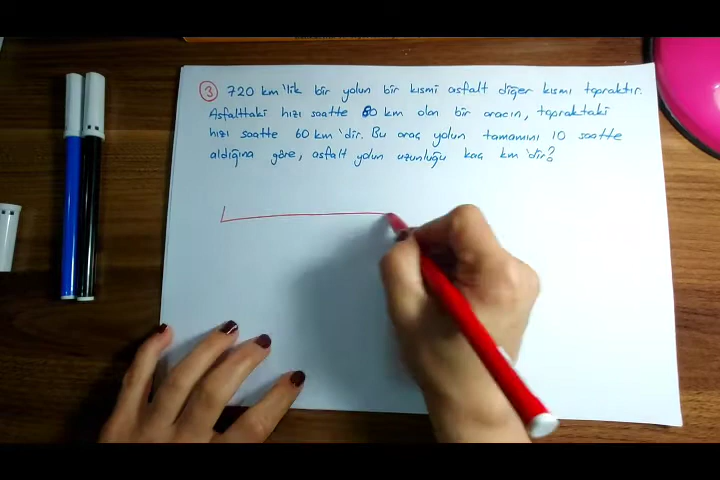 3 720 km'lik bir yolun bir kısmı asfalt diğer kısmı topraktır.
Asfalttaki hızı saatte 80 km olan bir aracın, topraktaki
hızı saatte 60 km'dir. Bu araç yolun tamamını 10 saatte
aldığına göre, asfalt yolun uzunluğu kaç km'dir?